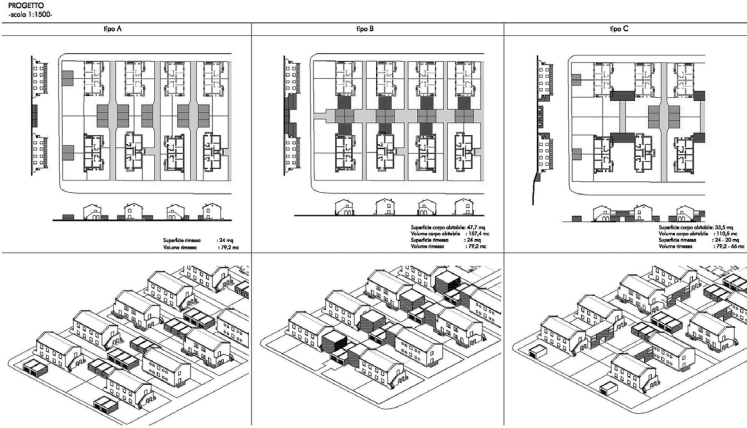 PROGETTO
-scala 1:1500-
tipo A
tipo B
tipo C
Superficie rimessa : 24 mq
Volume rimessa : 79,2 mc
Superficie corpo abitabile: 47,7 mq
Volume corpo abitabile : 157,4 mc
Superficie rimessa : 24 mq
Volume rimessa : 79,2 mc
Superficie corpo abitabile: 33,5 mq
Volume corpo abitabile : 110,5 mc
Superficie rimessa : 24 - 20 mq
Volume rimessa : 79,2 - 66 mc